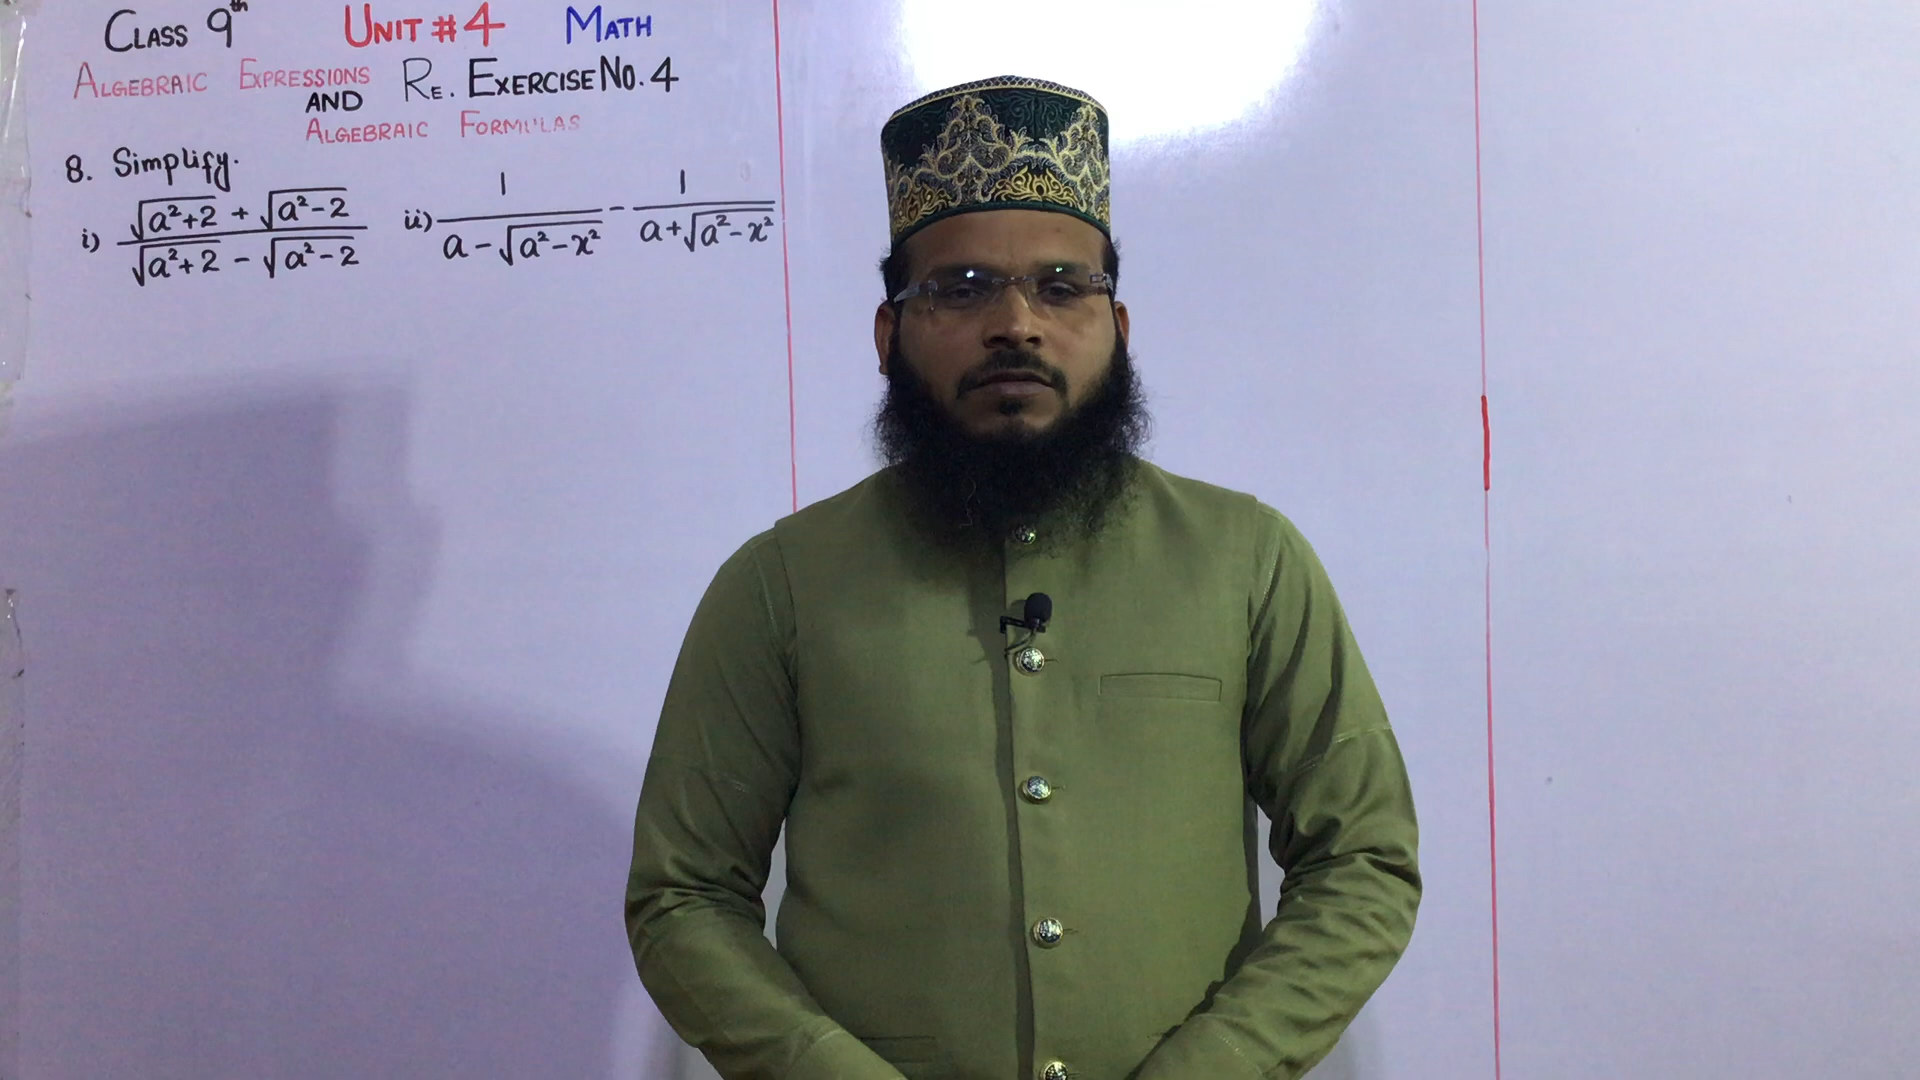 CLASS 9th UNIT # 4 MATH
ALGEBRAIC EXPRESSIONS RE. EXERCISE NO. 4
AND
ALGEBRAIC FORMULAS
8. Simplify.
i) (√(a²+2) + √(a²-2)) / (√(a²+2) - √(a²-2)) ii) 1/(a-√(a²-x²)) - 1/(a+√(a²-x²))